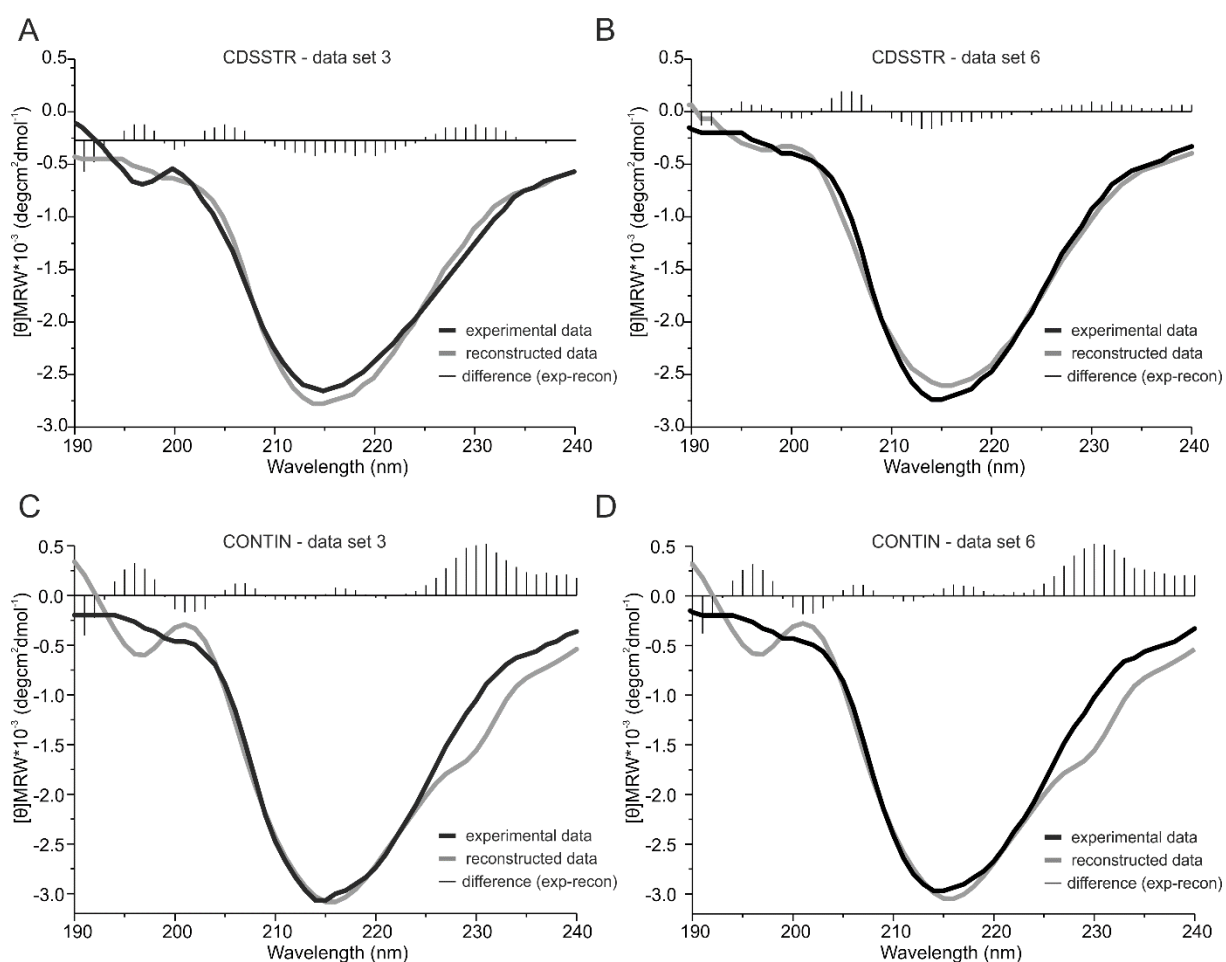 A
CDSSTR - data set 3
0.5
0.0
-0.5
-1.0
-1.5
-2.0
-2.5
-3.0
[θ]MRW*10⁻³ (degcm²dmol⁻¹)
experimental data
reconstructed data
difference (exp-recon)
190 200 210 220 230 240
Wavelength (nm)
B
CDSSTR - data set 6
0.5
0.0
-0.5
-1.0
-1.5
-2.0
-2.5
-3.0
[θ]MRW*10⁻³ (degcm²dmol⁻¹)
experimental data
reconstructed data
difference (exp-recon)
190 200 210 220 230 240
Wavelength (nm)
C
CONTIN - data set 3
0.5
0.0
-0.5
-1.0
-1.5
-2.0
-2.5
-3.0
[θ]MRW*10⁻³ (degcm²dmol⁻¹)
experimental data
reconstructed data
difference (exp-recon)
190 200 210 220 230 240
Wavelength (nm)
D
CONTIN - data set 6
0.5
0.0
-0.5
-1.0
-1.5
-2.0
-2.5
-3.0
[θ]MRW*10⁻³ (degcm²dmol⁻¹)
experimental data
reconstructed data
difference (exp-recon)
190 200 210 220 230 240
Wavelength (nm)